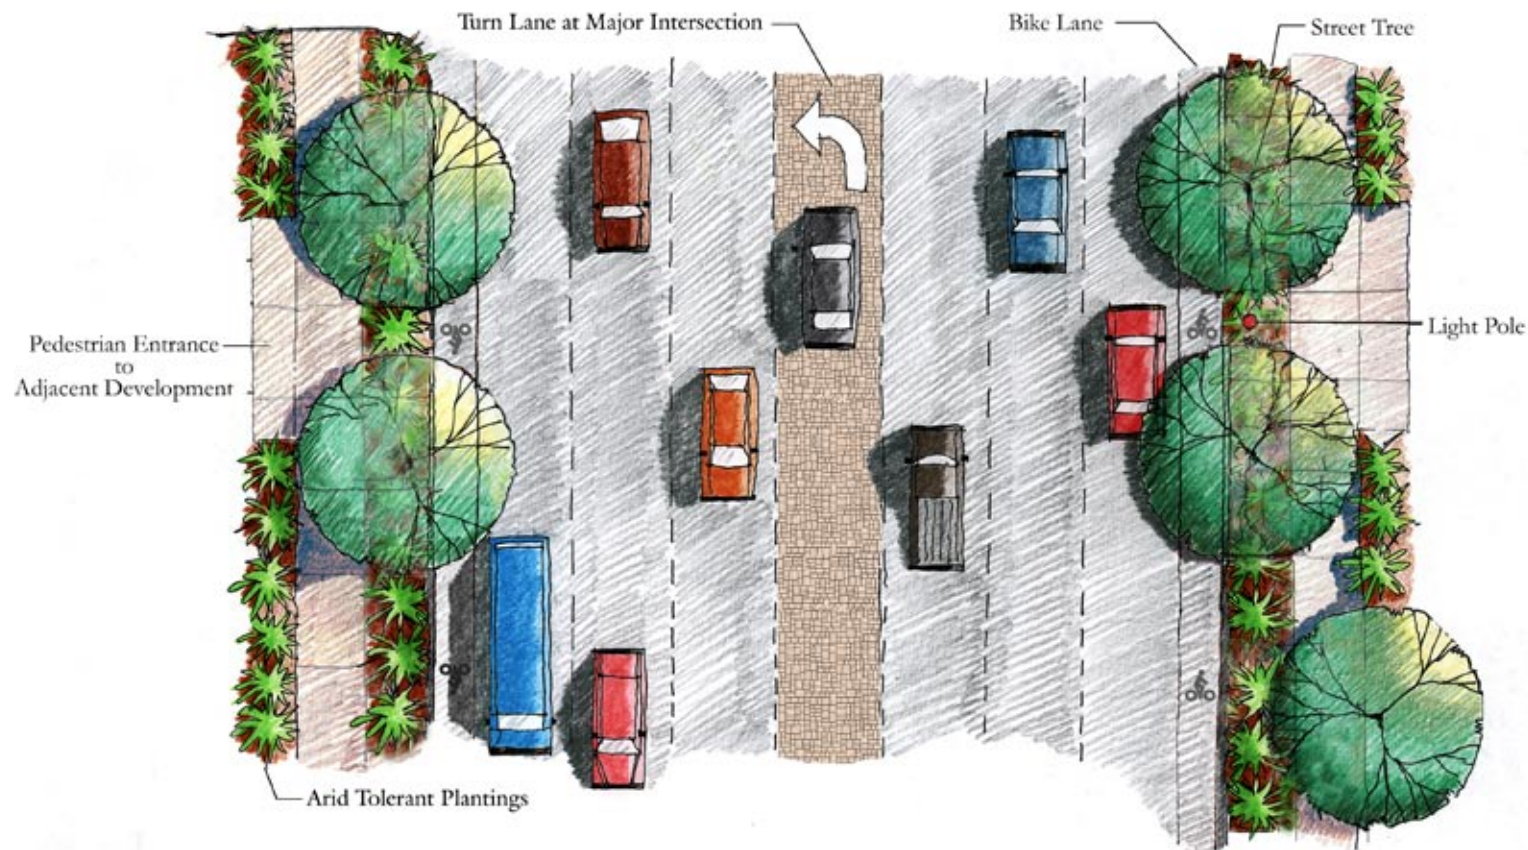 Turn Lane at Major Intersection
Bike Lane
Street Tree
Pedestrian Entrance
to
Adjacent Development
Light Pole
Arid Tolerant Plantings